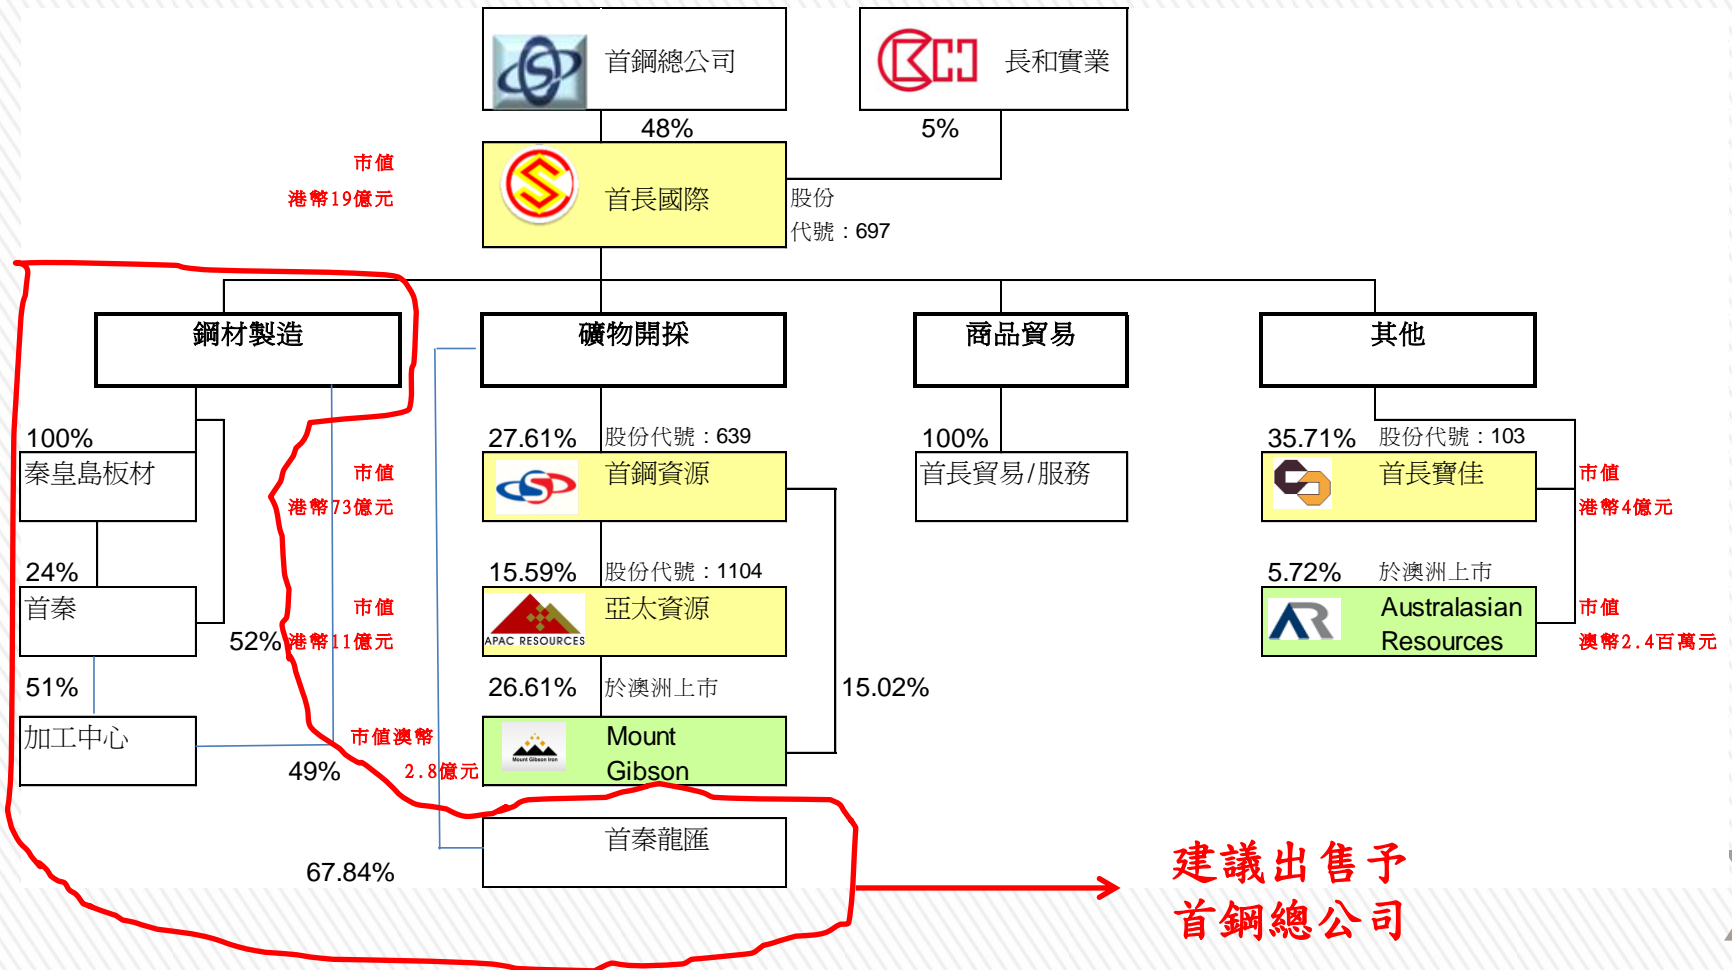 首鋼總公司
長和實業
48%
5%
市值
港幣19億元
首長國際
股份
代號：697
鋼材製造
礦物開採
商品貿易
其他
100%
秦皇島板材
24%
首秦
52%
51%
加工中心
49%
27.61%
股份代號：639
市值
港幣73億元
首鋼資源
15.59%
股份代號：1104
市值
港幣11億元
APAC RESOURCES
亞太資源
26.61%
於澳洲上市
15.02%
市值澳幣
2.8億元
Mount Gibson Iron
Mount
Gibson
首秦龍匯
67.84%
100%
首長貿易/服務
35.71%
股份代號：103
首長寶佳
市值
港幣4億元
5.72%
於澳洲上市
Australasian
Resources
市值
澳幣2.4百萬元
建議出售予
首鋼總公司